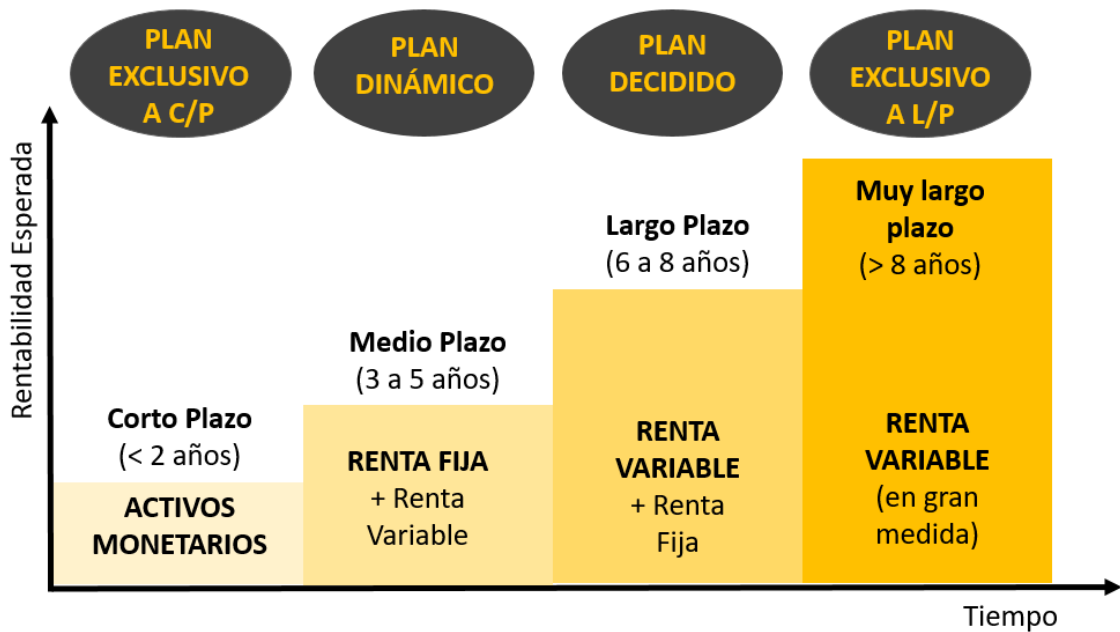 PLAN
EXCLUSIVO
A C/P
PLAN
DINÁMICO
PLAN
DECIDIDO
PLAN
EXCLUSIVO
A L/P
Rentabilidad Esperada
Corto Plazo
(< 2 años)
ACTIVOS
MONETARIOS
Medio Plazo
(3 a 5 años)
RENTA FIJA
+ Renta
Variable
Largo Plazo
(6 a 8 años)
RENTA
VARIABLE
+ Renta
Fija
Muy largo
plazo
(> 8 años)
RENTA
VARIABLE
(en gran
medida)
Tiempo